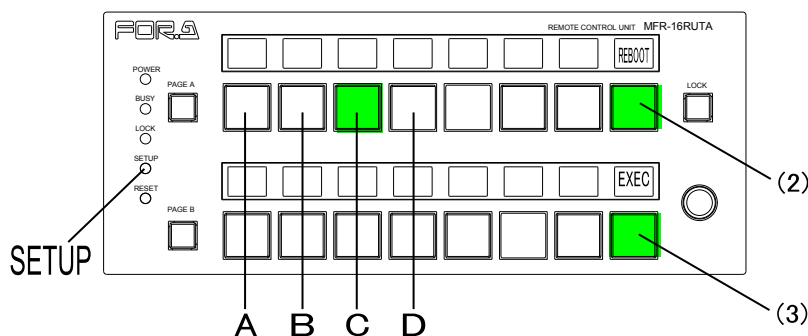 FOR.A
REMOTE CONTROL UNIT MFR-16RUTA
POWER
BUSY
LOCK
SETUP
RESET
PAGE A
REBOOT
LOCK
(2)
EXEC
PAGE B
SETUP
(3)
A B C D